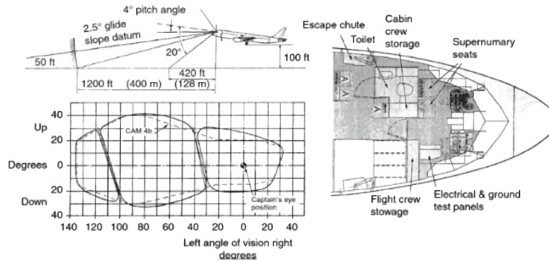 4° pitch angle
2.5° glide
slope datum
20°
50 ft
100 ft
420 ft
1200 ft (400 m) (128 m)
Escape chute
Toilet
Cabin
crew
storage
Supernumary
seats
Flight crew
stowage
Electrical & ground
test panels
40
Up
20
Degrees 0
20
Down
40
CAM 4b
Captain's eye
position
140 120 100 80 60 40 20 0 20 40
Left angle of vision right
degrees